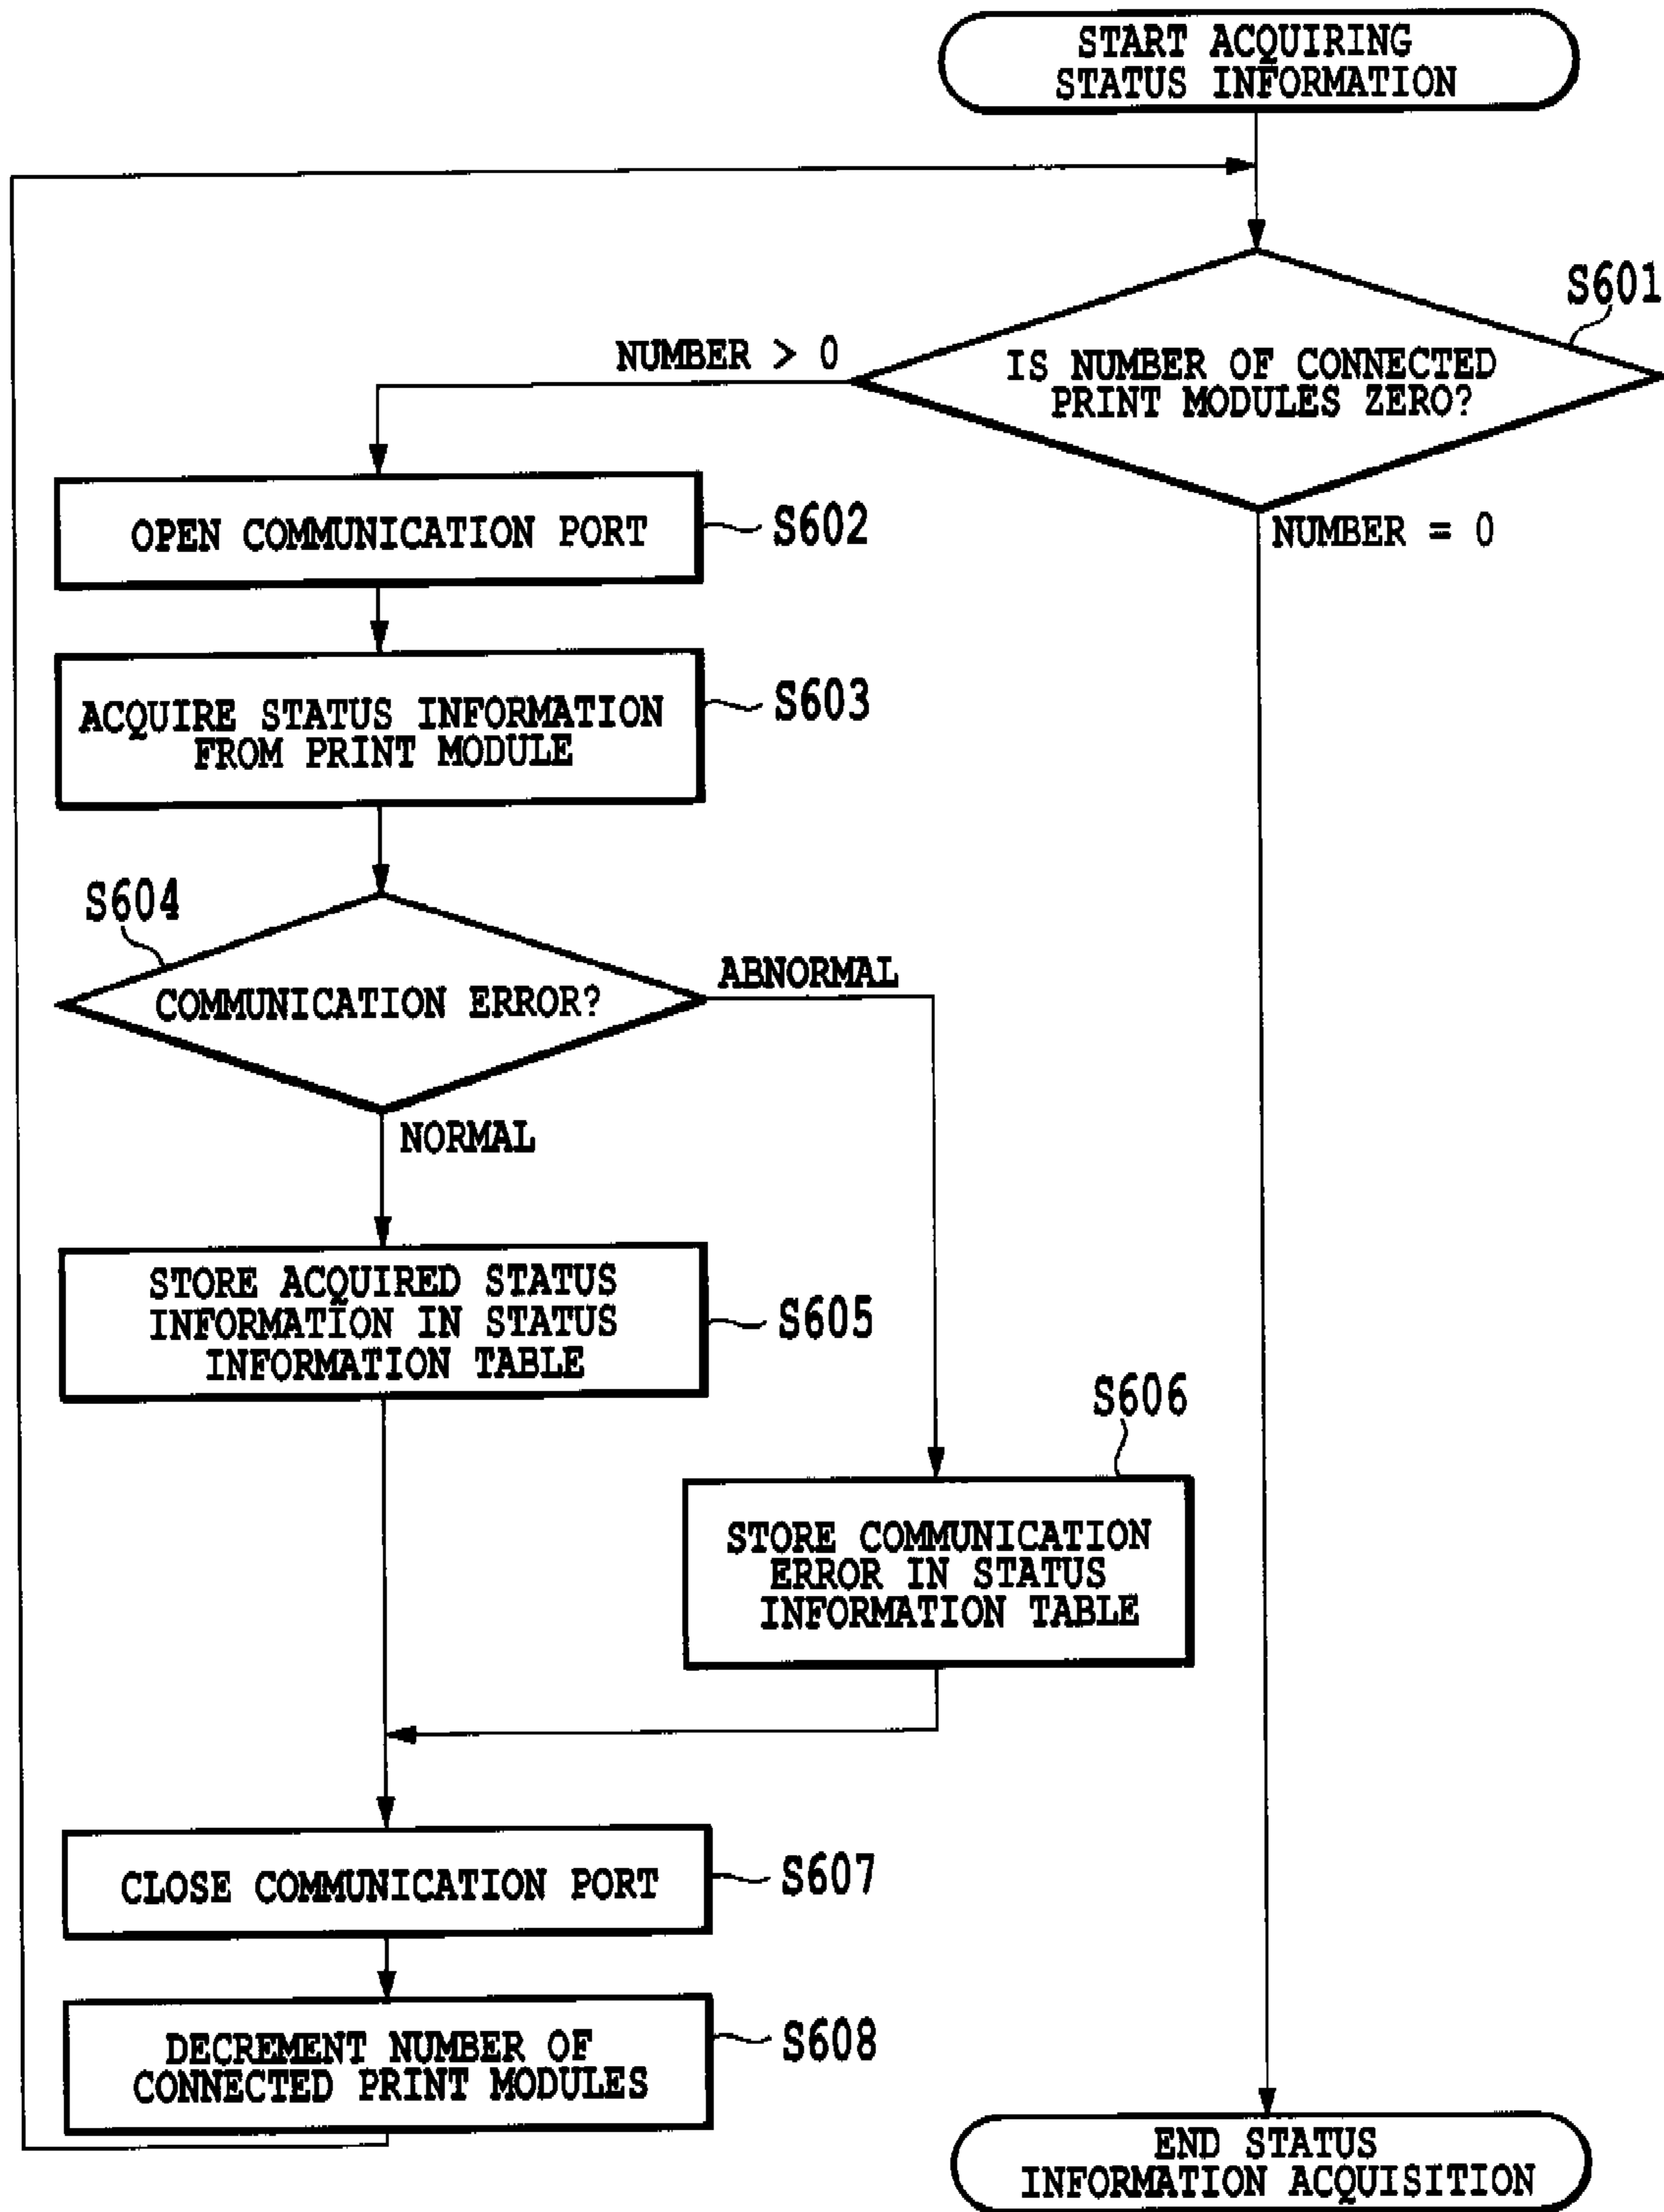 START ACQUIRING
STATUS INFORMATION
S601
NUMBER > 0
IS NUMBER OF CONNECTED
PRINT MODULES ZERO?
NUMBER = 0
OPEN COMMUNICATION PORT
S602
ACQUIRE STATUS INFORMATION
FROM PRINT MODULE
S603
S604
COMMUNICATION ERROR?
ABNORMAL
NORMAL
STORE ACQUIRED STATUS
INFORMATION IN STATUS
INFORMATION TABLE
S605
S606
STORE COMMUNICATION
ERROR IN STATUS
INFORMATION TABLE
CLOSE COMMUNICATION PORT
S607
DECREMENT NUMBER OF
CONNECTED PRINT MODULES
S608
END STATUS
INFORMATION ACQUISITION